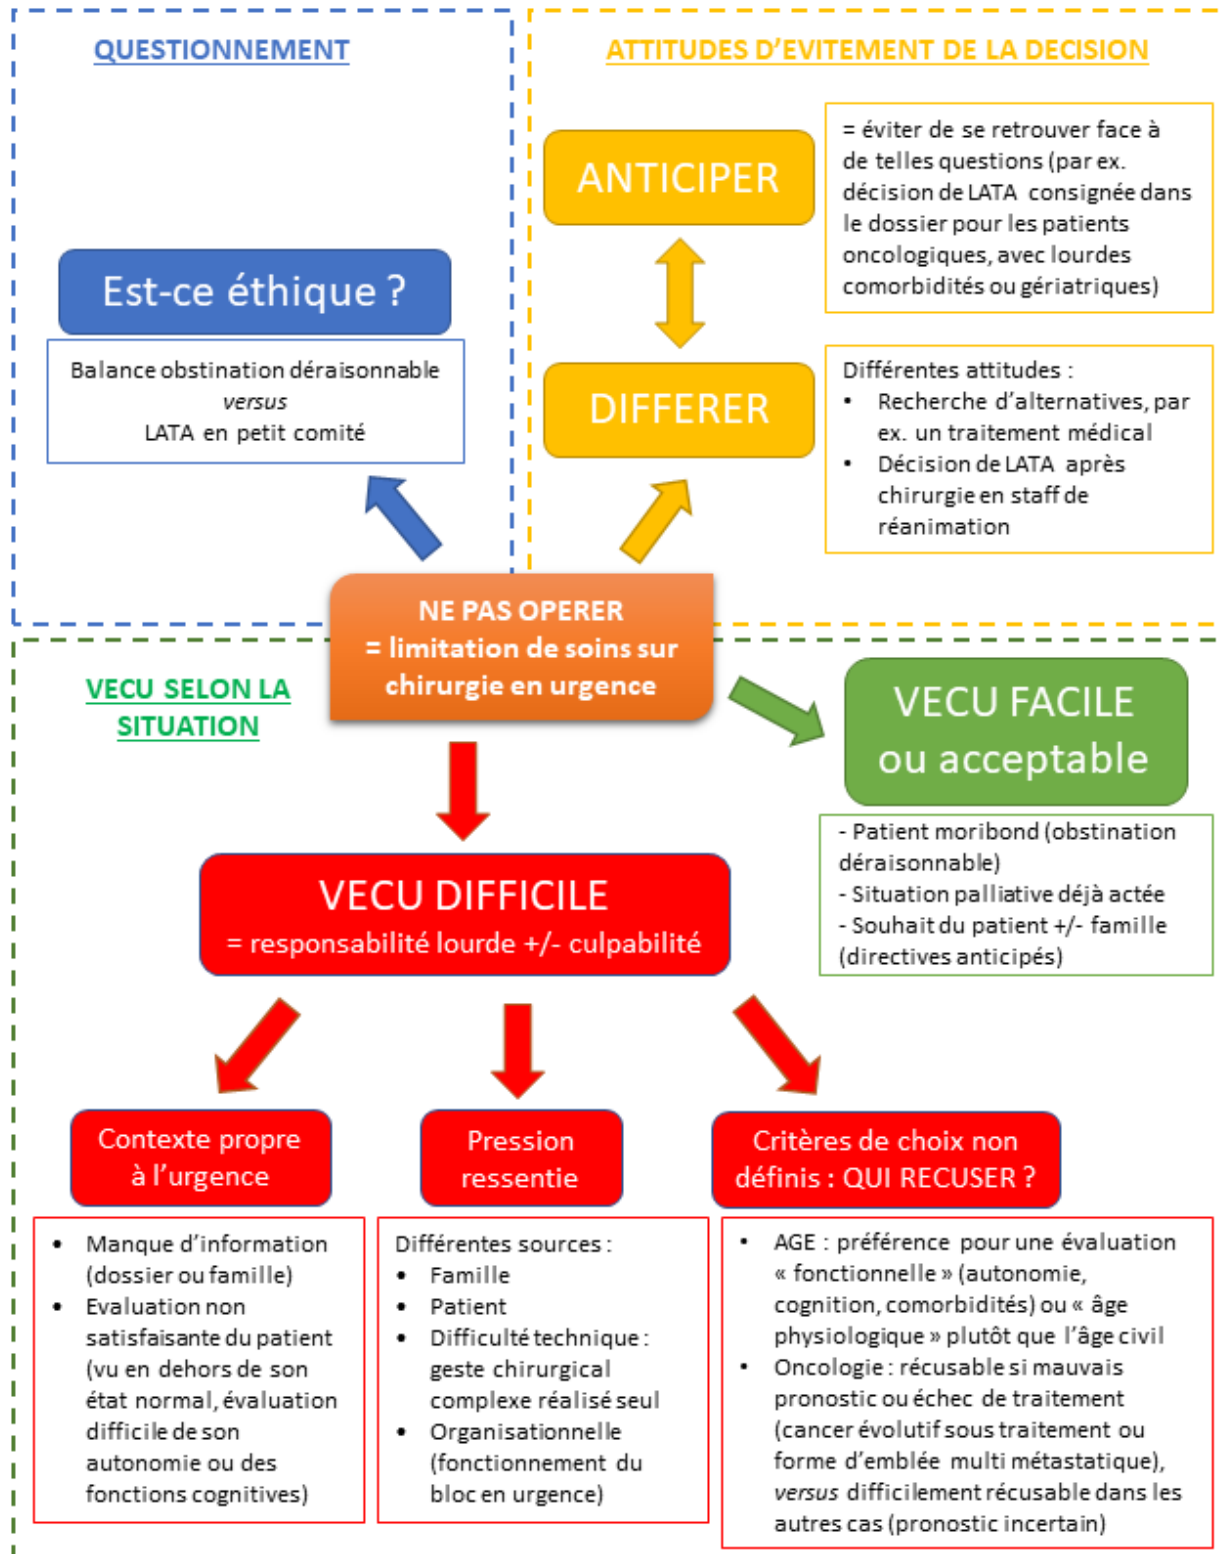 QUESTIONNEMENT
Est-ce éthique ?
Balance obstination déraisonnable
versus
LATA en petit comité
ATTITUDES D'EVITEMENT DE LA DECISION
ANTICIPER
= éviter de se retrouver face à
de telles questions (par ex.
décision de LATA consignée dans
le dossier pour les patients
oncologiques, avec lourdes
comorbidités ou gériatriques)
DIFFERER
Différentes attitudes :
• Recherche d'alternatives, par
ex. un traitement médical
• Décision de LATA après
chirurgie en staff de
réanimation
NE PAS OPERER
= limitation de soins sur
chirurgie en urgence
VECU SELON LA
SITUATION
VECU FACILE
ou acceptable
- Patient moribond (obstination
déraisonnable)
- Situation palliative déjà actée
- Souhait du patient +/- famille
(directives anticipés)
VECU DIFFICILE
= responsabilité lourde +/- culpabilité
Contexte propre
à l'urgence
• Manque d'information
(dossier ou famille)
• Evaluation non
satisfaisante du patient
(vu en dehors de son
état normal, évaluation
difficile de son
autonomie ou des
fonctions cognitives)
Pression
ressentie
Différentes sources :
• Famille
• Patient
• Difficulté technique :
geste chirurgical
complexe réalisé seul
• Organisationnelle
(fonctionnement du
bloc en urgence)
Critères de choix non
définis : QUI RECUSER ?
• AGE : préférence pour une évaluation
« fonctionnelle » (autonomie,
cognition, comorbidités) ou « âge
physiologique » plutôt que l'âge civil
• Oncologie : récusable si mauvais
pronostic ou échec de traitement
(cancer évolutif sous traitement ou
forme d'emblée multi métastatique),
versus difficilement récusable dans les
autres cas (pronostic incertain)